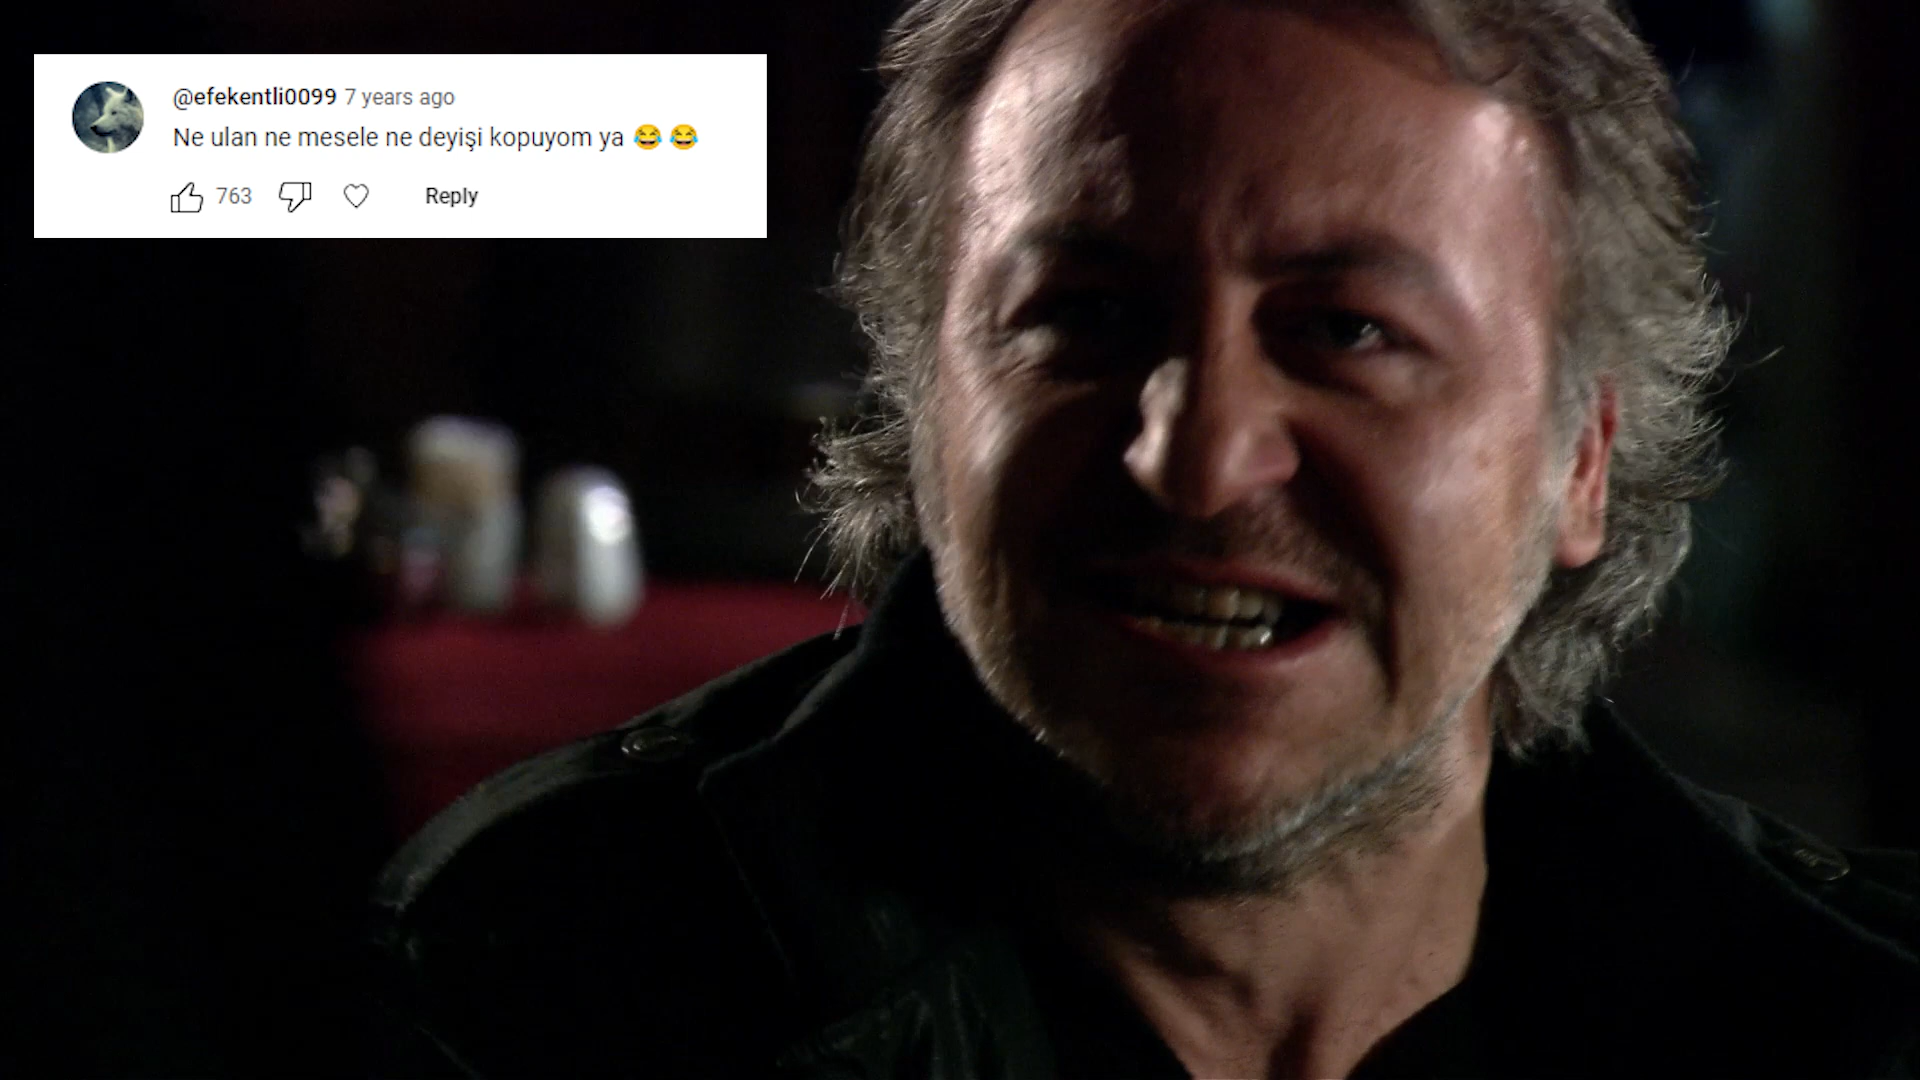 @efekentli0099 7 years ago
Ne ulan ne mesele ne deyişi kopuyom ya 😂 😂
763 Reply